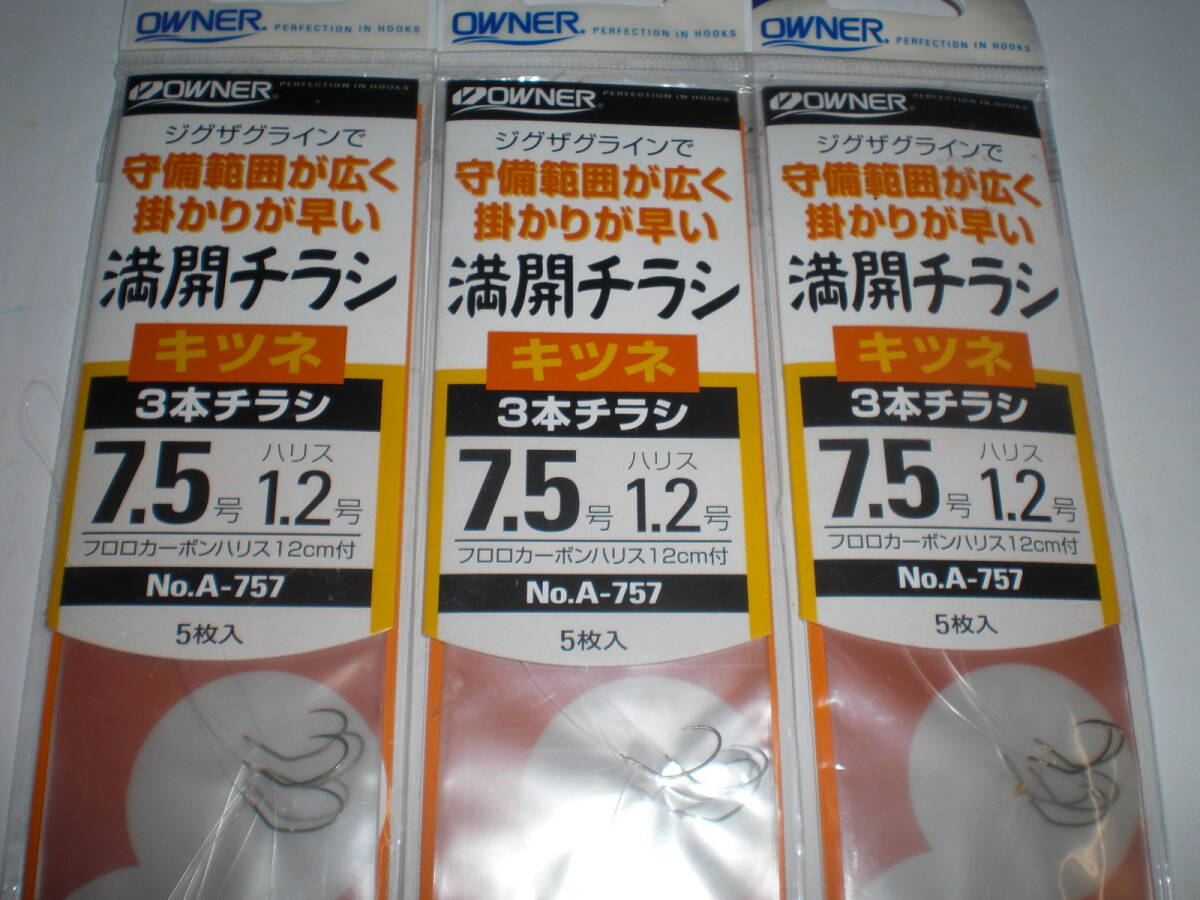 OWNER. PERFECTION IN HOOKS
OWNER PERFECTION IN HOOKS
ジグザグラインで
守備範囲が広く
掛かりが早い
満開チラシ
キツネ
3本チラシ
7.5号 ハリス 1.2号
フロロカーボンハリス12cm付
No.A-757
5枚入
OWNER. PERFECTION IN HOOKS
OWNER PERFECTION IN HOOKS
ジグザグラインで
守備範囲が広く
掛かりが早い
満開チラシ
キツネ
3本チラシ
7.5号 ハリス 1.2号
フロロカーボンハリス12cm付
No.A-757
5枚入
OWNER. PERFECTION IN HOOKS
OWNER PERFECTION IN HOOKS
ジグザグラインで
守備範囲が広く
掛かりが早い
満開チラシ
キツネ
3本チラシ
7.5号 ハリス 1.2号
フロロカーボンハリス12cm付
No.A-757
5枚入